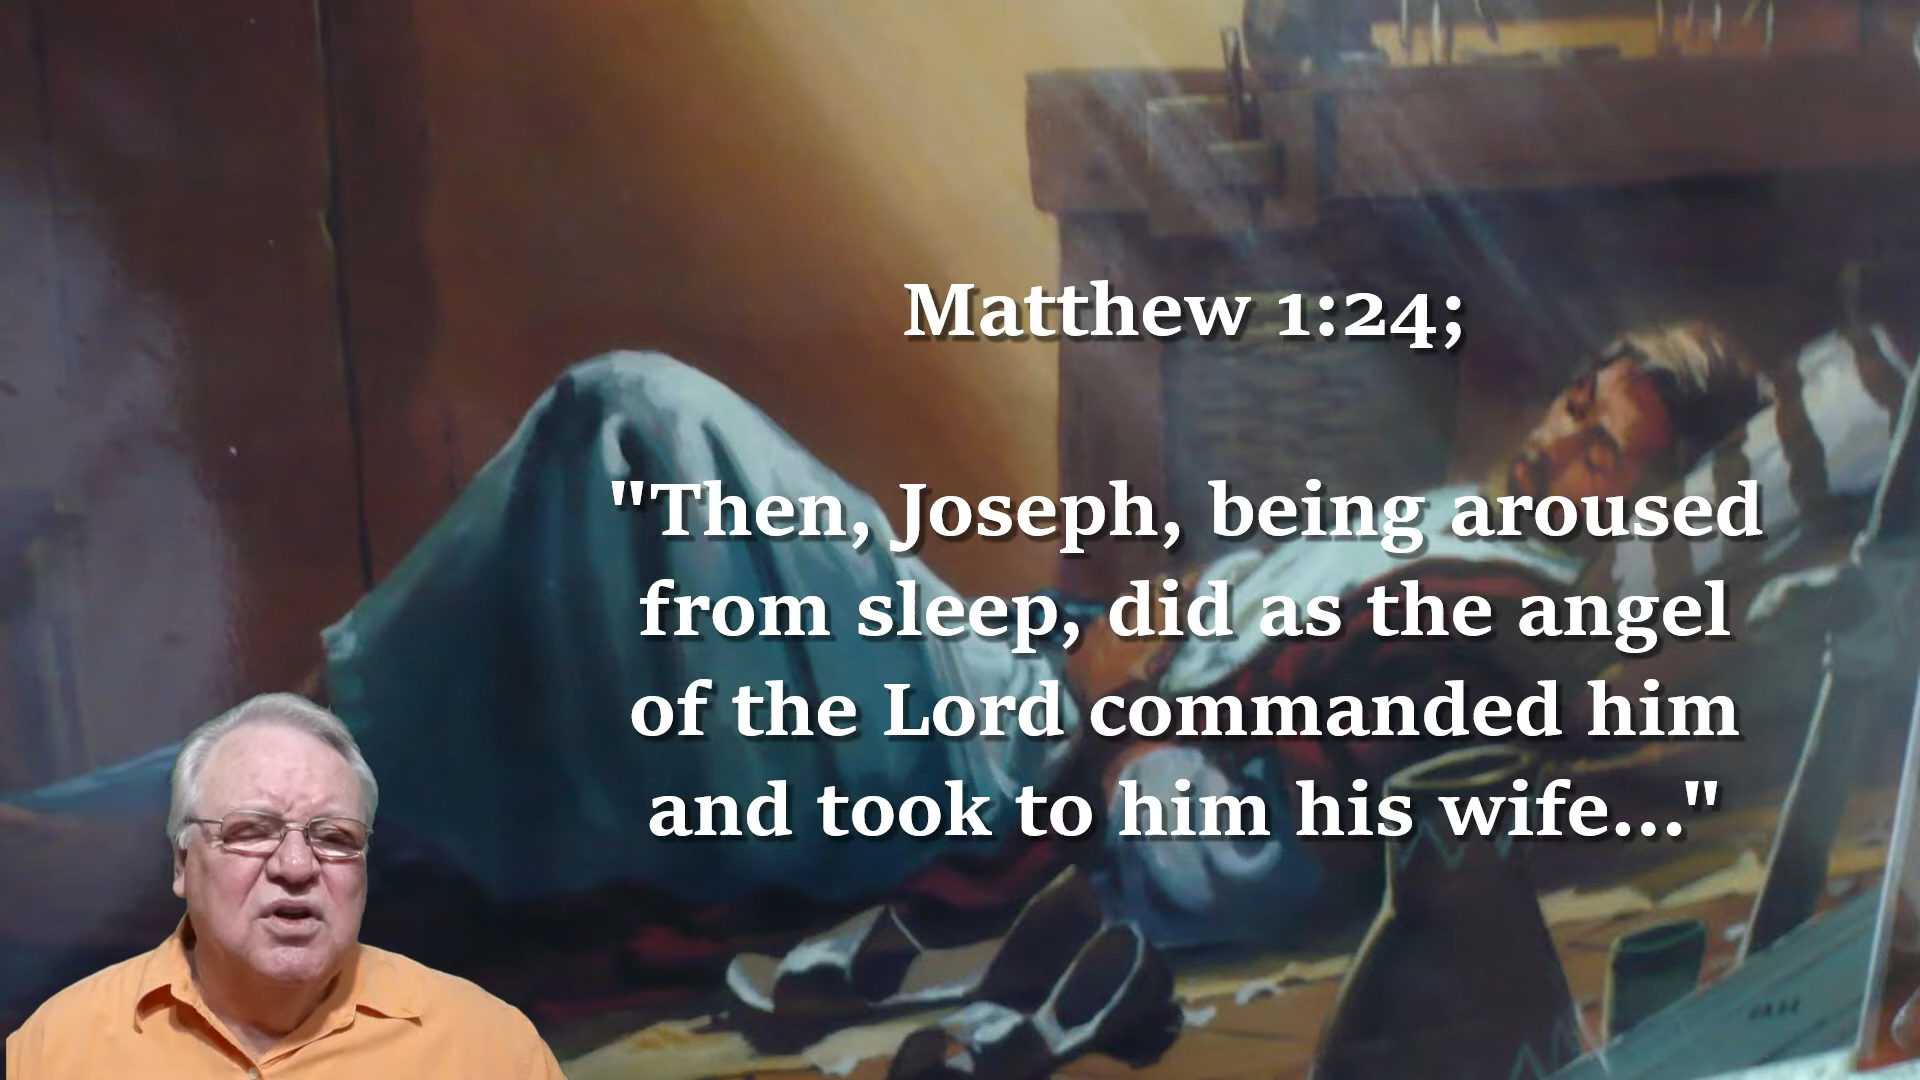 Matthew 1:24;
"Then, Joseph, being aroused
from sleep, did as the angel
of the Lord commanded him
and took to him his wife..."